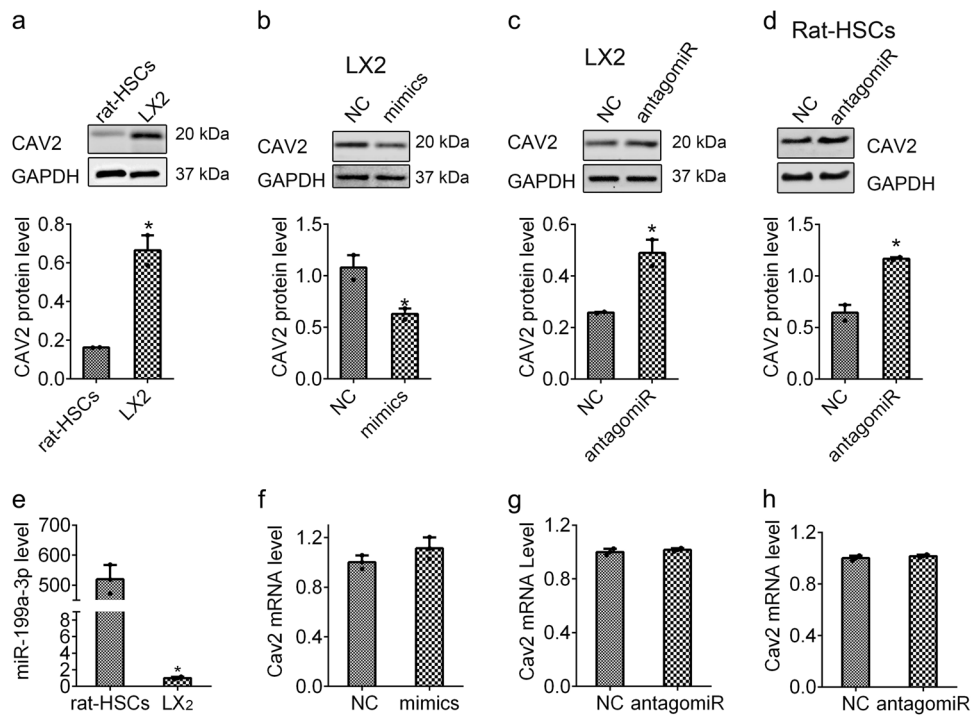 a
rat-HSCs
LX2
CAV2
20 kDa
GAPDH
37 kDa
CAV2 protein level
0.8
0.6
0.4
0.2
0.0
*
rat-HSCs
LX2
b
LX2
NC
mimics
CAV2
20 kDa
GAPDH
37 kDa
CAV2 protein level
1.5
1.0
0.5
0.0
*
NC
mimics
c
LX2
NC
antagomiR
CAV2
20 kDa
GAPDH
37 kDa
CAV2 protein level
0.6
0.4
0.2
0.0
*
NC
antagomiR
d
Rat-HSCs
NC
antagomiR
CAV2
GAPDH
CAV2 protein level
1.5
1.0
0.5
0.0
*
NC
antagomiR
e
miR-199a-3p level
700
600
500
8
6
4
2
0
*
rat-HSCs LX2
f
Cav2 mRNA level
1.2
0.8
0.4
0.0
NC mimics
g
Cav2 mRNA Level
1.2
0.8
0.4
0.0
NC antagomiR
h
Cav2 mRNA level
1.2
0.8
0.4
0.0
NC antagomiR